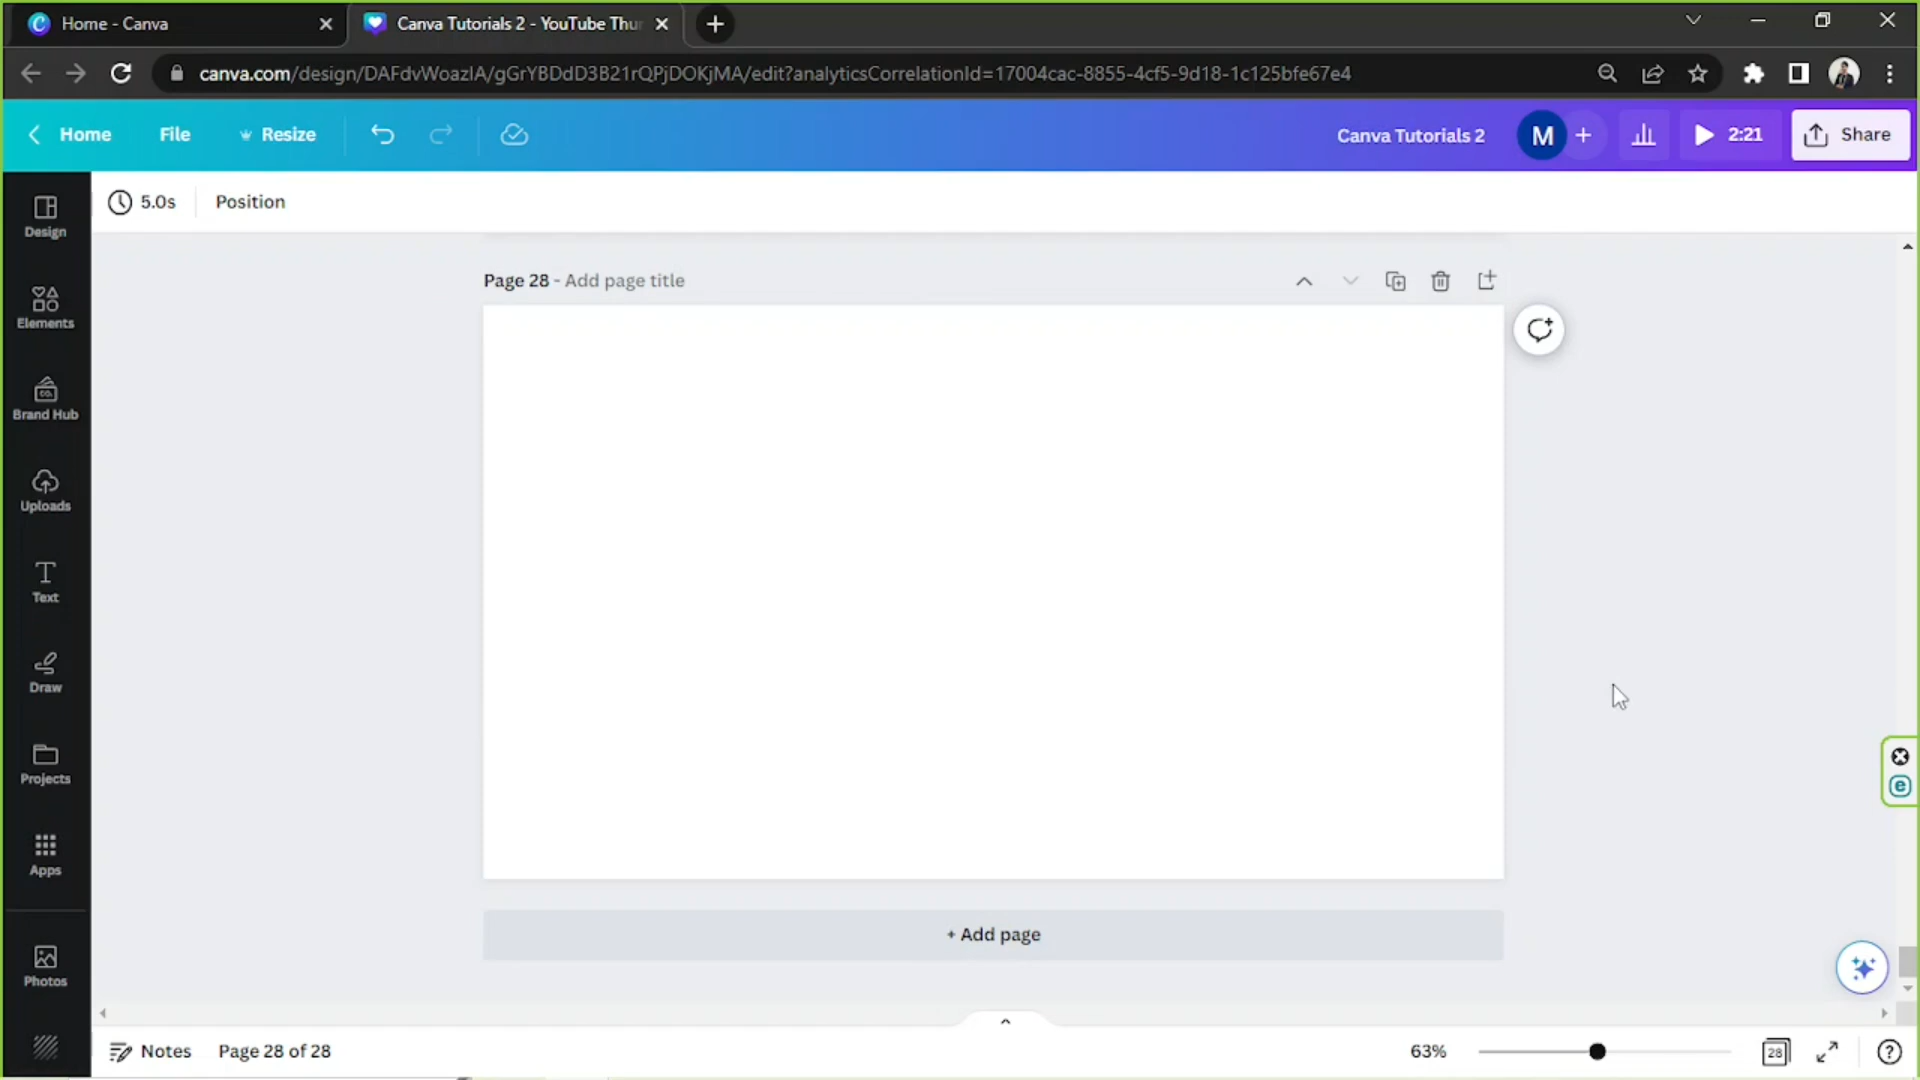 Home - Canva
Canva Tutorials 2 - YouTube Thu
canva.com/design/DAFdvWoazIA/gGrYBDdD3B21rQPjDOKjMA/edit?analyticsCorrelationId=17004cac-8855-4cf5-9d18-1c125bfe67e4
Home File Resize Canva Tutorials 2 M + 2:21 Share
5.0s Position
Design
Elements
CO.
Brand Hub
Uploads
Text
Draw
Projects
Apps
Photos
Page 28 - Add page title
+ Add page
e
Notes Page 28 of 28 63% 28 ?